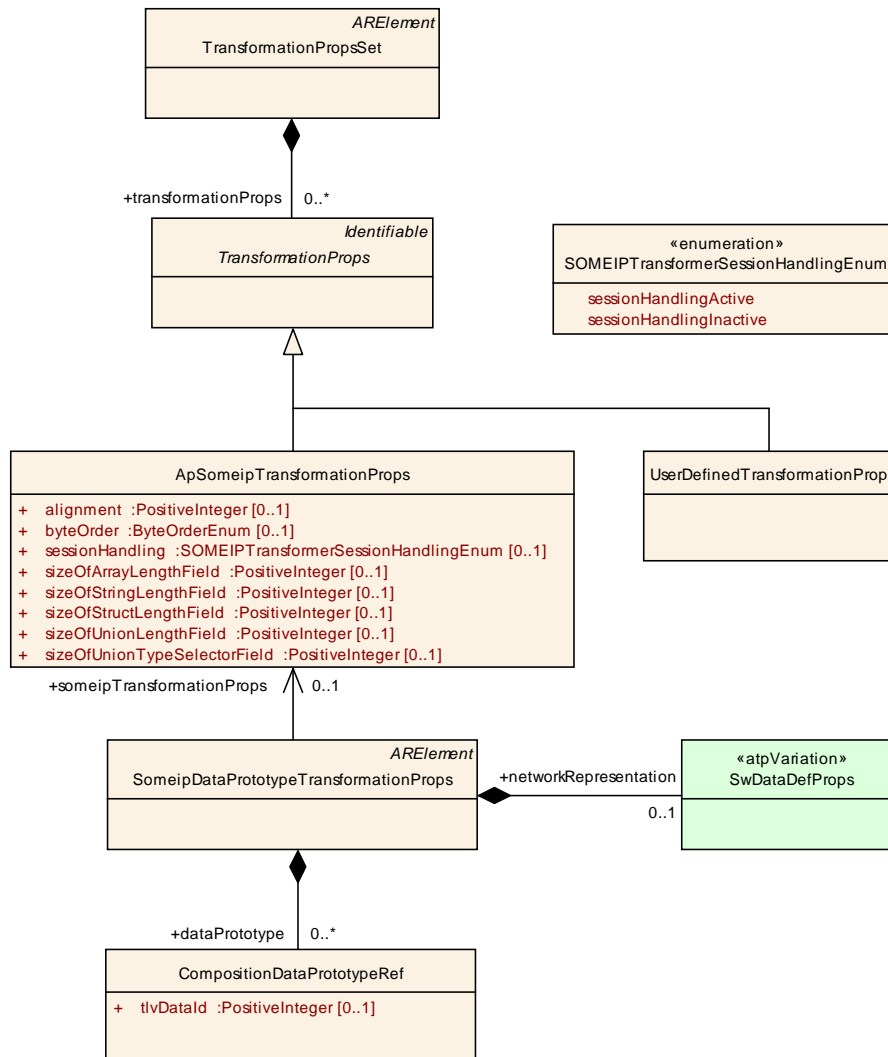 ARElement
TransformationPropsSet
+transformationProps 0..*
Identifiable
TransformationProps
«enumeration»
SOMEIPTransformerSessionHandlingEnum
sessionHandlingActive
sessionHandlingInactive
ApSomeipTransformationProps
+ alignment :PositiveInteger [0..1]
+ byteOrder :ByteOrderEnum [0..1]
+ sessionHandling :SOMEIPTransformerSessionHandlingEnum [0..1]
+ sizeOfArrayLengthField :PositiveInteger [0..1]
+ sizeOfStringLengthField :PositiveInteger [0..1]
+ sizeOfStructLengthField :PositiveInteger [0..1]
+ sizeOfUnionLengthField :PositiveInteger [0..1]
+ sizeOfUnionTypeSelectorField :PositiveInteger [0..1]
UserDefinedTransformationProp
+someipTransformationProps 0..1
ARElement
SomeipDataPrototypeTransformationProps
+networkRepresentation
0..1
«atpVariation»
SwDataDefProps
+dataPrototype 0..*
CompositionDataPrototypeRef
+ tlvDataId :PositiveInteger [0..1]